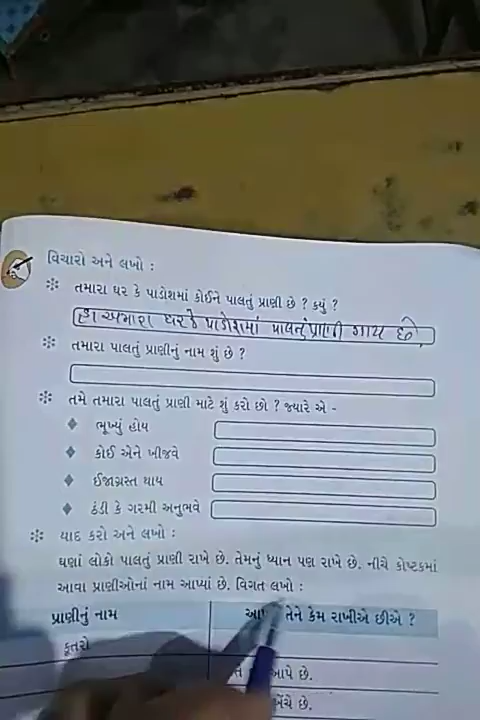 વિચારો અને લખો :
તમારા ઘર કે પાડોશમાં કોઈને પાલતું પ્રાણી છે ? કયું ?
હા અમારા ઘર કે પાડોશમાં પાલતું પ્રાણી ગાય છે.
તમારા પાલતું પ્રાણીનું નામ શું છે ?
તમે તમારા પાલતું પ્રાણી માટે શું કરો છો ? જ્યારે એ -
ભૂખ્યું હોય
કોઈ એને ખીજવે
ઈજાગ્રસ્ત થાય
ઠંડી કે ગરમી અનુભવે
યાદ કરો અને લખો :
ઘણાં લોકો પાલતું પ્રાણી રાખે છે. તેમનું ધ્યાન પણ રાખે છે. નીચે કોષ્ટકમાં
આવા પ્રાણીઓનાં નામ આપ્યાં છે. વિગત લખો :
પ્રાણીનું નામ તેને કેમ રાખીએ છીએ ?
કૂતરો
આપે છે.
છે.